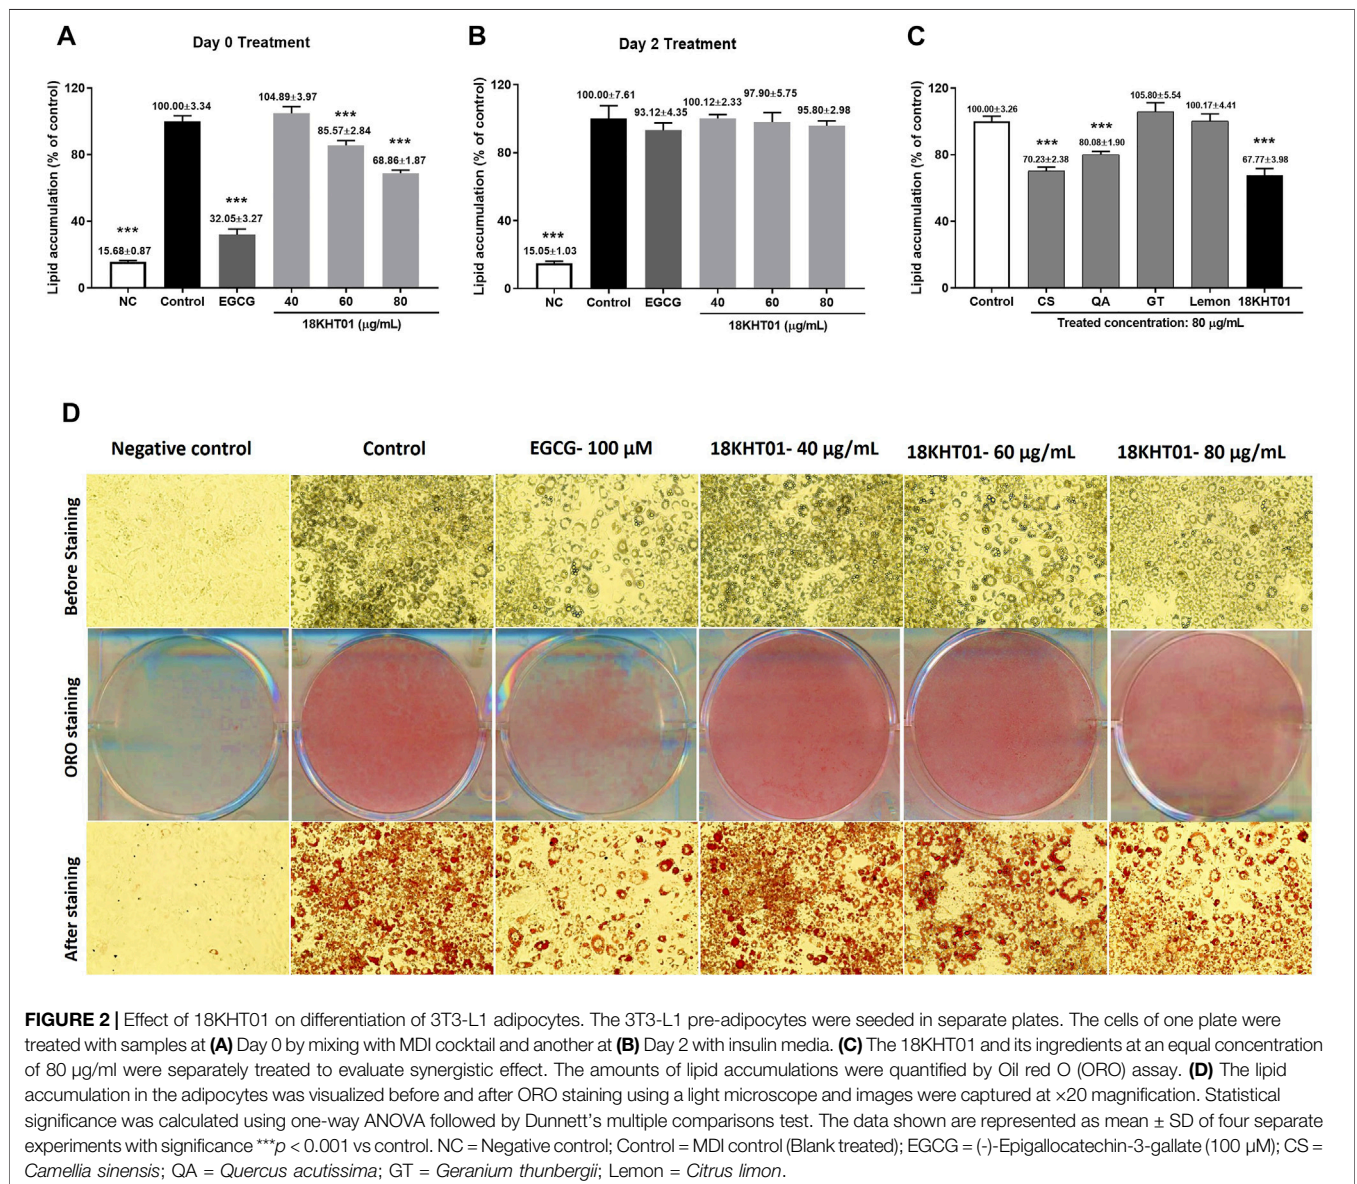 A
Day 0 Treatment
Lipid accumulation (% of control)
120
80
40
0
15.68±0.87
***
100.00±3.34
32.05±3.27
***
104.89±3.97
***
85.57±2.84
***
68.86±1.87
NC Control EGCG 40 60 80
18KHT01 (μg/mL)
B
Day 2 Treatment
Lipid accumulation (% of control)
120
80
40
0
***
15.05±1.03
100.00±7.61
93.12±4.35
100.12±2.33
97.90±5.75
95.80±2.98
NC Control EGCG 40 60 80
18KHT01 (μg/mL)
C
Lipid accumulation (% of control)
120
80
40
0
100.00±3.26
***
70.23±2.38
***
80.08±1.90
105.80±5.54
100.17±4.41
***
67.77±3.98
Control CS QA GT Lemon 18KHT01
Treated concentration: 80 μg/mL
D
Negative control Control EGCG- 100 μM 18KHT01- 40 μg/mL 18KHT01- 60 μg/mL 18KHT01- 80 μg/mL
Before Staining
ORO staining
After staining
FIGURE 2 | Effect of 18KHT01 on differentiation of 3T3-L1 adipocytes. The 3T3-L1 pre-adipocytes were seeded in separate plates. The cells of one plate were
treated with samples at (A) Day 0 by mixing with MDI cocktail and another at (B) Day 2 with insulin media. (C) The 18KHT01 and its ingredients at an equal concentration
of 80 μg/ml were separately treated to evaluate synergistic effect. The amounts of lipid accumulations were quantified by Oil red O (ORO) assay. (D) The lipid
accumulation in the adipocytes was visualized before and after ORO staining using a light microscope and images were captured at ×20 magnification. Statistical
significance was calculated using one-way ANOVA followed by Dunnett's multiple comparisons test. The data shown are represented as mean ± SD of four separate
experiments with significance ***p < 0.001 vs control. NC = Negative control; Control = MDI control (Blank treated); EGCG = (-)-Epigallocatechin-3-gallate (100 μM); CS =
Camellia sinensis; QA = Quercus acutissima; GT = Geranium thunbergii; Lemon = Citrus limon.